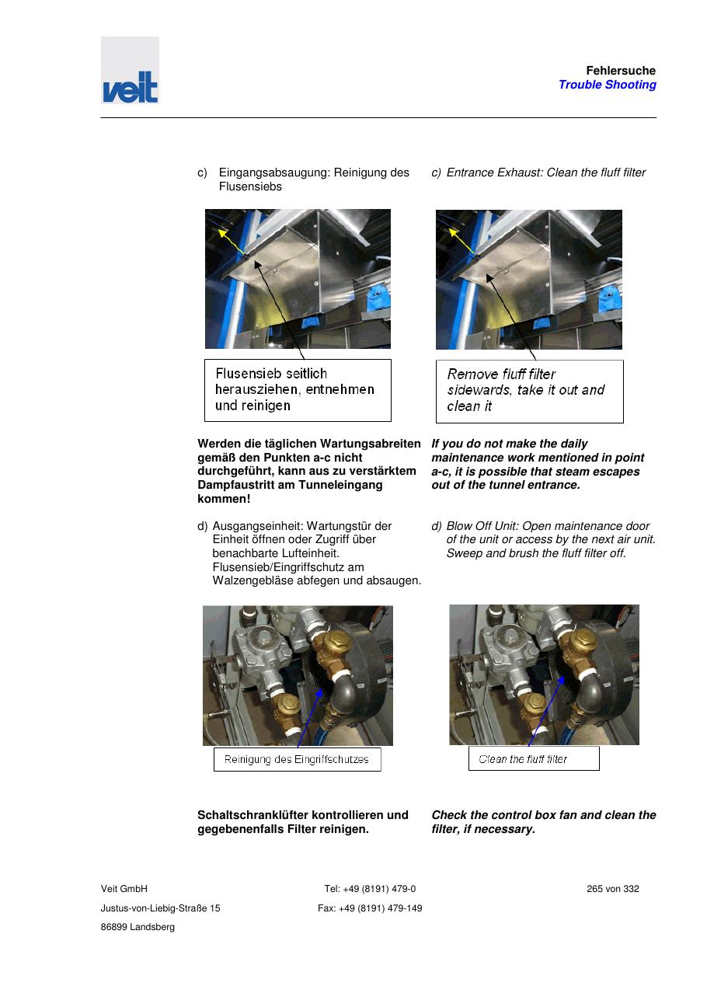 veit
Fehlersuche
Trouble Shooting
c) Eingangsabsaugung: Reinigung des
Flusensiebs
c) Entrance Exhaust: Clean the fluff filter
Flusensieb seitlich
herausziehen, entnehmen
und reinigen
Remove fluff filter
sidewards, take it out and
clean it
Werden die täglichen Wartungsabreiten
gemäß den Punkten a-c nicht
durchgeführt, kann aus zu verstärktem
Dampfaustritt am Tunneleingang
kommen!
If you do not make the daily
maintenance work mentioned in point
a-c, it is possible that steam escapes
out of the tunnel entrance.
d) Ausgangseinheit: Wartungstür der
Einheit öffnen oder Zugriff über
benachbarte Lufteinheit.
Flusensieb/Eingriffschutz am
Walzengebläse abfegen und absaugen.
d) Blow Off Unit: Open maintenance door
of the unit or access by the next air unit.
Sweep and brush the fluff filter off.
Reinigung des Eingriffschutzes
Clean the fluff filter
Schaltschranklüfter kontrollieren und
gegebenenfalls Filter reinigen.
Check the control box fan and clean the
filter, if necessary.
Veit GmbH
Justus-von-Liebig-Straße 15
86899 Landsberg
Tel: +49 (8191) 479-0
Fax: +49 (8191) 479-149
265 von 332